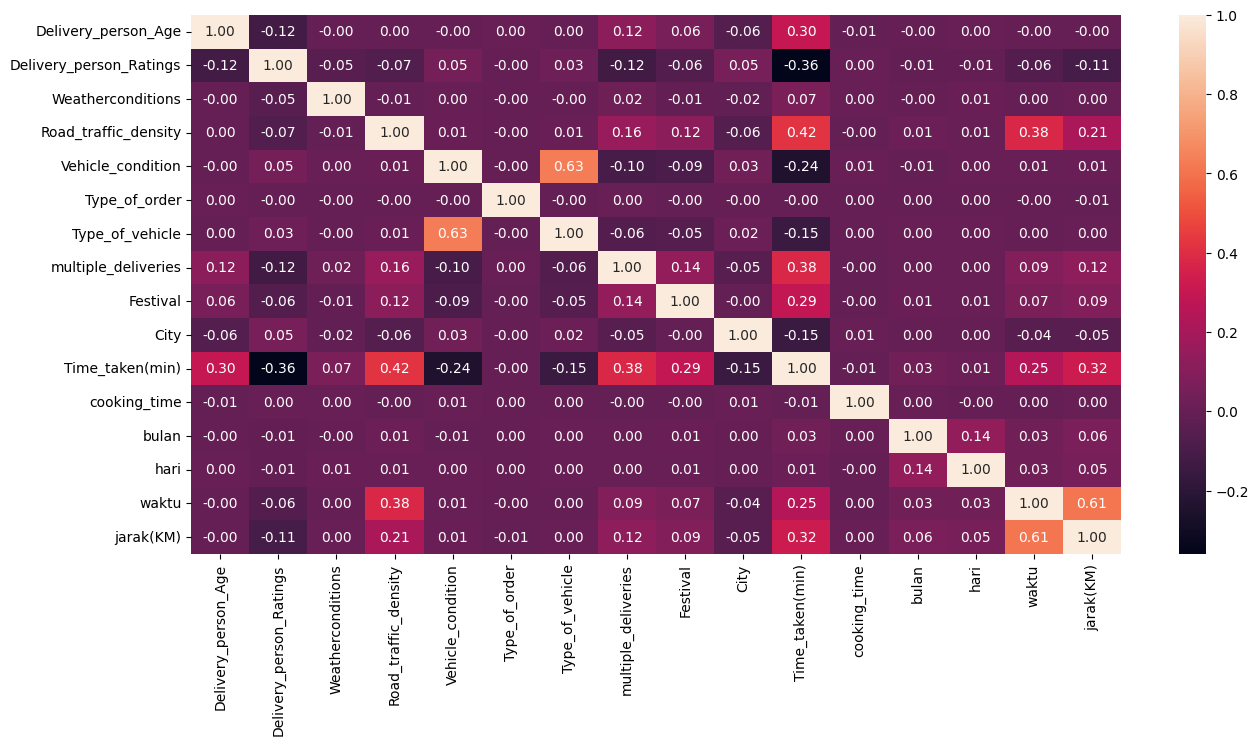 Delivery_person_Age 1.00 -0.12 -0.00 0.00 -0.00 0.00 0.00 0.12 0.06 -0.06 0.30 -0.01 -0.00 0.00 -0.00 -0.00
Delivery_person_Ratings -0.12 1.00 -0.05 -0.07 0.05 -0.00 0.03 -0.12 -0.06 0.05 -0.36 0.00 -0.01 -0.01 -0.06 -0.11
Weatherconditions -0.00 -0.05 1.00 -0.01 0.00 -0.00 -0.00 0.02 -0.01 -0.02 0.07 0.00 -0.00 0.01 0.00 0.00
Road_traffic_density 0.00 -0.07 -0.01 1.00 0.01 -0.00 0.01 0.16 0.12 -0.06 0.42 -0.00 0.01 0.01 0.38 0.21
Vehicle_condition -0.00 0.05 0.00 0.01 1.00 -0.00 0.63 -0.10 -0.09 0.03 -0.24 0.01 -0.01 0.00 0.01 0.01
Type_of_order 0.00 -0.00 -0.00 -0.00 -0.00 1.00 -0.00 0.00 -0.00 -0.00 -0.00 0.00 0.00 0.00 -0.00 -0.01
Type_of_vehicle 0.00 0.03 -0.00 0.01 0.63 -0.00 1.00 -0.06 -0.05 0.02 -0.15 0.00 0.00 0.00 0.00 0.00
multiple_deliveries 0.12 -0.12 0.02 0.16 -0.10 0.00 -0.06 1.00 0.14 -0.05 0.38 -0.00 0.00 0.00 0.09 0.12
Festival 0.06 -0.06 -0.01 0.12 -0.09 -0.00 -0.05 0.14 1.00 -0.00 0.29 -0.00 0.01 0.01 0.07 0.09
City -0.06 0.05 -0.02 -0.06 0.03 -0.00 0.02 -0.05 -0.00 1.00 -0.15 0.01 0.00 0.00 -0.04 -0.05
Time_taken(min) 0.30 -0.36 0.07 0.42 -0.24 -0.00 -0.15 0.38 0.29 -0.15 1.00 -0.01 0.03 0.01 0.25 0.32
cooking_time -0.01 0.00 0.00 -0.00 0.01 0.00 0.00 -0.00 -0.00 0.01 -0.01 1.00 0.00 -0.00 0.00 0.00
bulan -0.00 -0.01 -0.00 0.01 -0.01 0.00 0.00 0.00 0.01 0.00 0.03 0.00 1.00 0.14 0.03 0.06
hari 0.00 -0.01 0.01 0.01 0.00 0.00 0.00 0.00 0.01 0.00 0.01 -0.00 0.14 1.00 0.03 0.05
waktu -0.00 -0.06 0.00 0.38 0.01 -0.00 0.00 0.09 0.07 -0.04 0.25 0.00 0.03 0.03 1.00 0.61
jarak(KM) -0.00 -0.11 0.00 0.21 0.01 -0.01 0.00 0.12 0.09 -0.05 0.32 0.00 0.06 0.05 0.61 1.00
Delivery_person_Age
Delivery_person_Ratings
Weatherconditions
Road_traffic_density
Vehicle_condition
Type_of_order
Type_of_vehicle
multiple_deliveries
Festival
City
Time_taken(min)
cooking_time
bulan
hari
waktu
jarak(KM)
1.0
0.8
0.6
0.4
0.2
0.0
−0.2